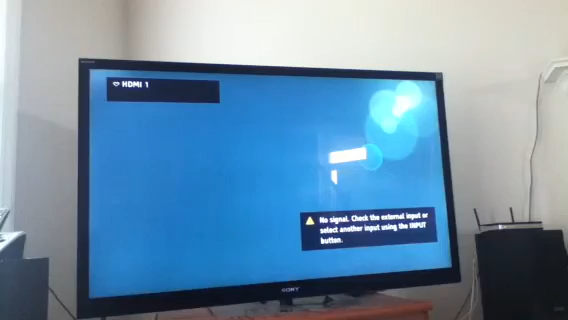 HDMI 1
No signal. Check the external input or
select another input using the INPUT
button.
SONY